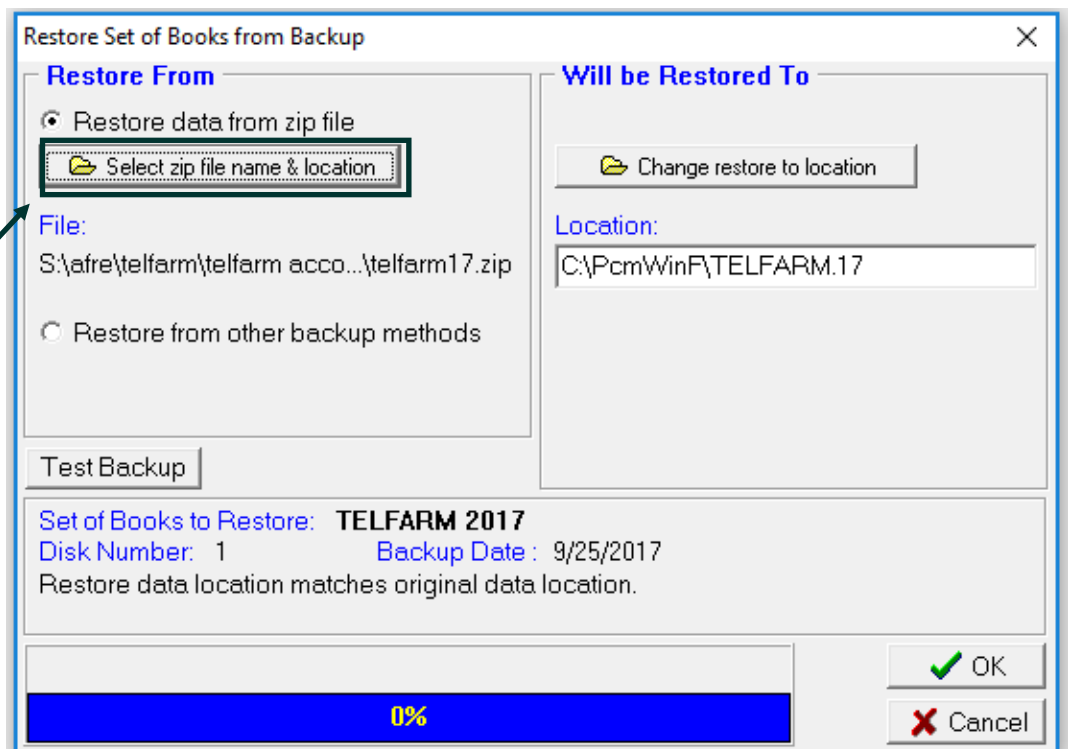 Restore Set of Books from Backup
Restore From
Restore data from zip file
Select zip file name & location
File:
S:\afre\telfarm\telfarm acco...\telfarm17.zip
Restore from other backup methods
Will be Restored To
Change restore to location
Location:
C:\PcmWinF\TELFARM.17
Test Backup
Set of Books to Restore: TELFARM 2017
Disk Number: 1 Backup Date : 9/25/2017
Restore data location matches original data location.
OK
0%
Cancel